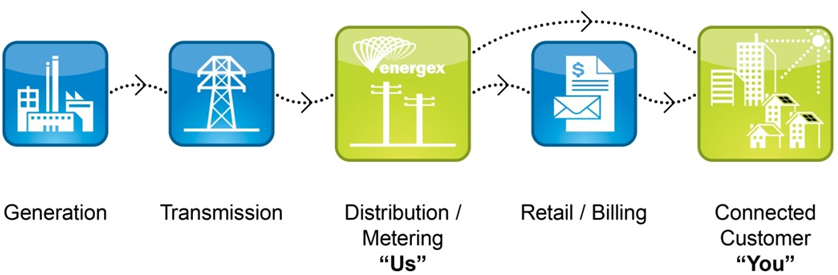 energex
$
Generation
Transmission
Distribution /
Metering
“Us”
Retail / Billing
Connected
Customer
“You”